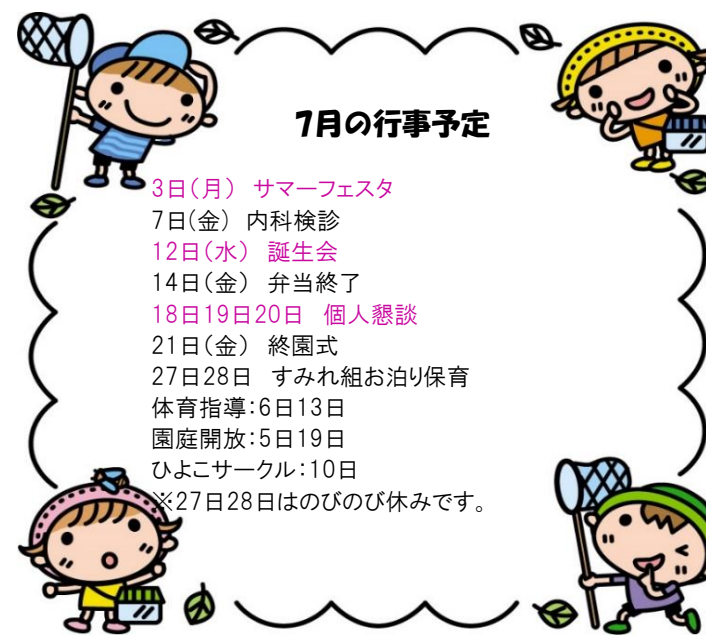 7月の行事予定
3日(月)　サマーフェスタ
7日(金)　内科検診
12日(水)　誕生会
14日(金)　弁当終了
18日19日20日　個人懇談
21日(金)　終園式
27日28日　すみれ組お泊り保育
体育指導:6日13日
園庭開放:5日19日
ひよこサークル:10日
※27日28日はのびのび休みです。